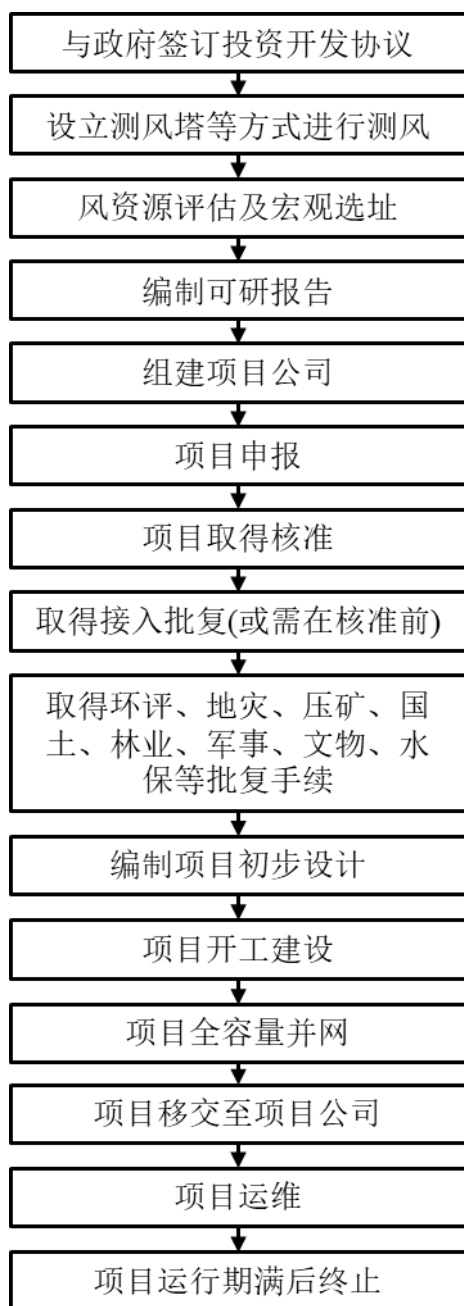 与政府签订投资开发协议
设立测风塔等方式进行测风
风资源评估及宏观选址
编制可研报告
组建项目公司
项目申报
项目取得核准
取得接入批复(或需在核准前)
取得环评、地灾、压矿、国
土、林业、军事、文物、水
保等批复手续
编制项目初步设计
项目开工建设
项目全容量并网
项目移交至项目公司
项目运维
项目运行期满后终止